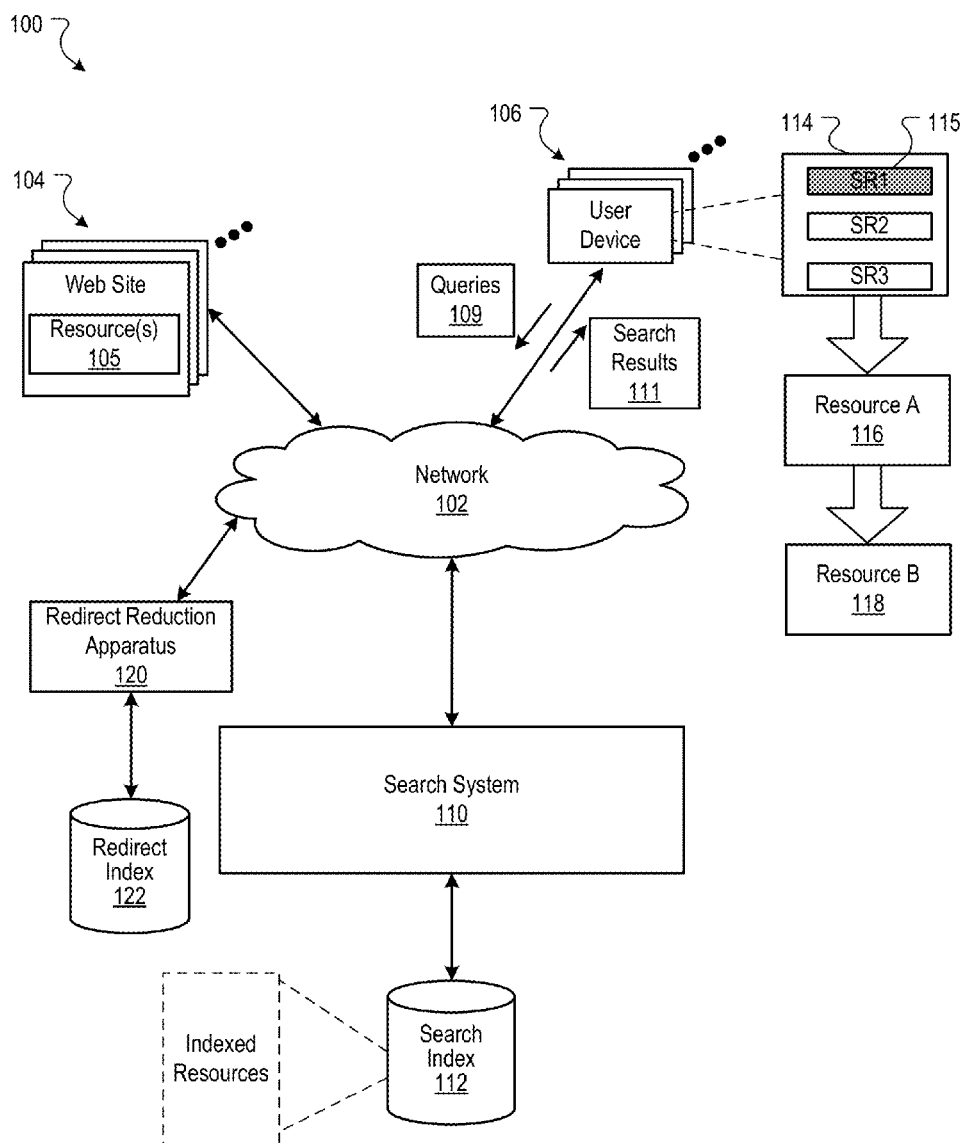 100
106
114
115
104
SR1
SR2
SR3
User
Device
Web Site
Resource(s)
105
Queries
109
Search
Results
111
Resource A
116
Network
102
Resource B
118
Redirect Reduction
Apparatus
120
Search System
110
Redirect
Index
122
Indexed
Resources
Search
Index
112